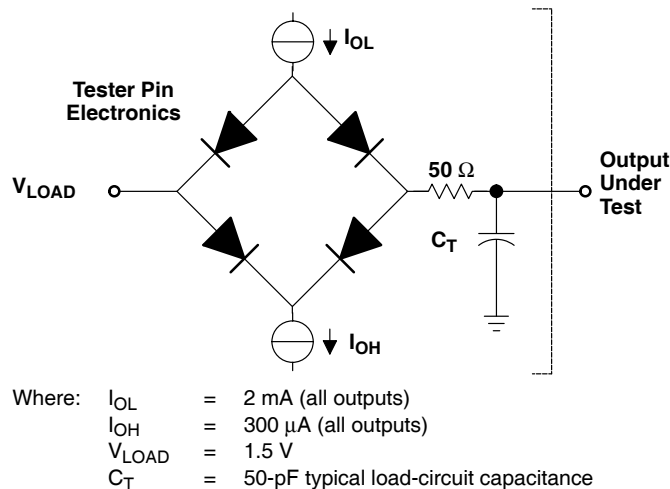 I_OL
Tester Pin
Electronics
50 Ω
V_LOAD
Output
Under
Test
C_T
I_OH
Where: I_OL = 2 mA (all outputs)
I_OH = 300 μA (all outputs)
V_LOAD = 1.5 V
C_T = 50-pF typical load-circuit capacitance